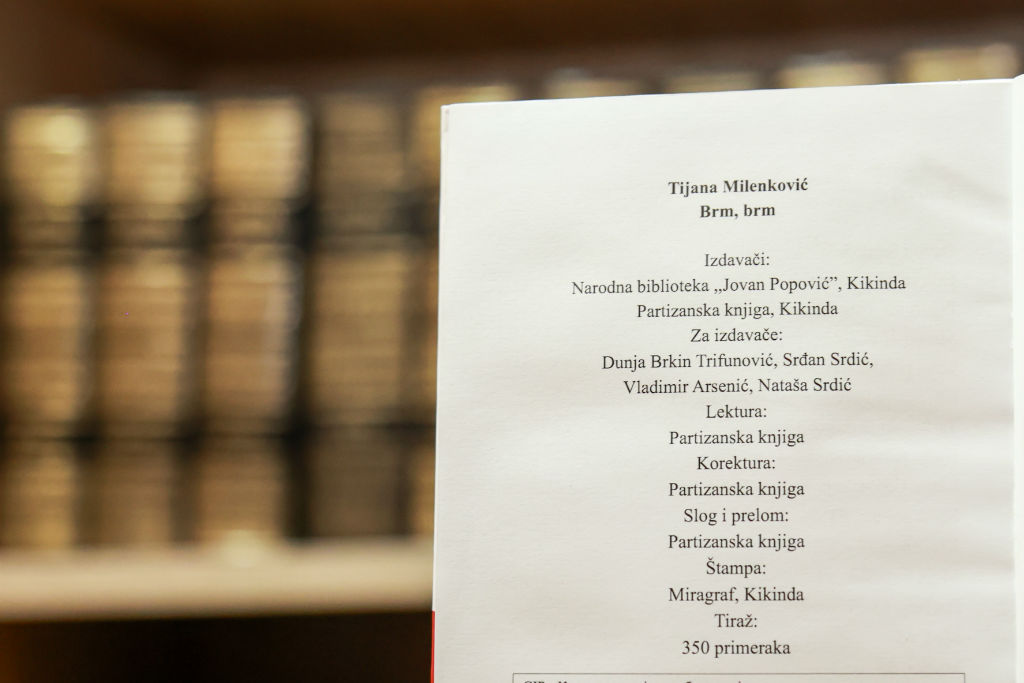 Tijana Milenković
Brm, brm
Izdavači:
Narodna biblioteka „Jovan Popović”, Kikinda
Partizanska knjiga, Kikinda
Za izdavače:
Dunja Brkin Trifunović, Srđan Srdić,
Vladimir Arsenić, Nataša Srdić
Lektura:
Partizanska knjiga
Korektura:
Partizanska knjiga
Slog i prelom:
Partizanska knjiga
Štampa:
Miragraf, Kikinda
Tiraž:
350 primeraka